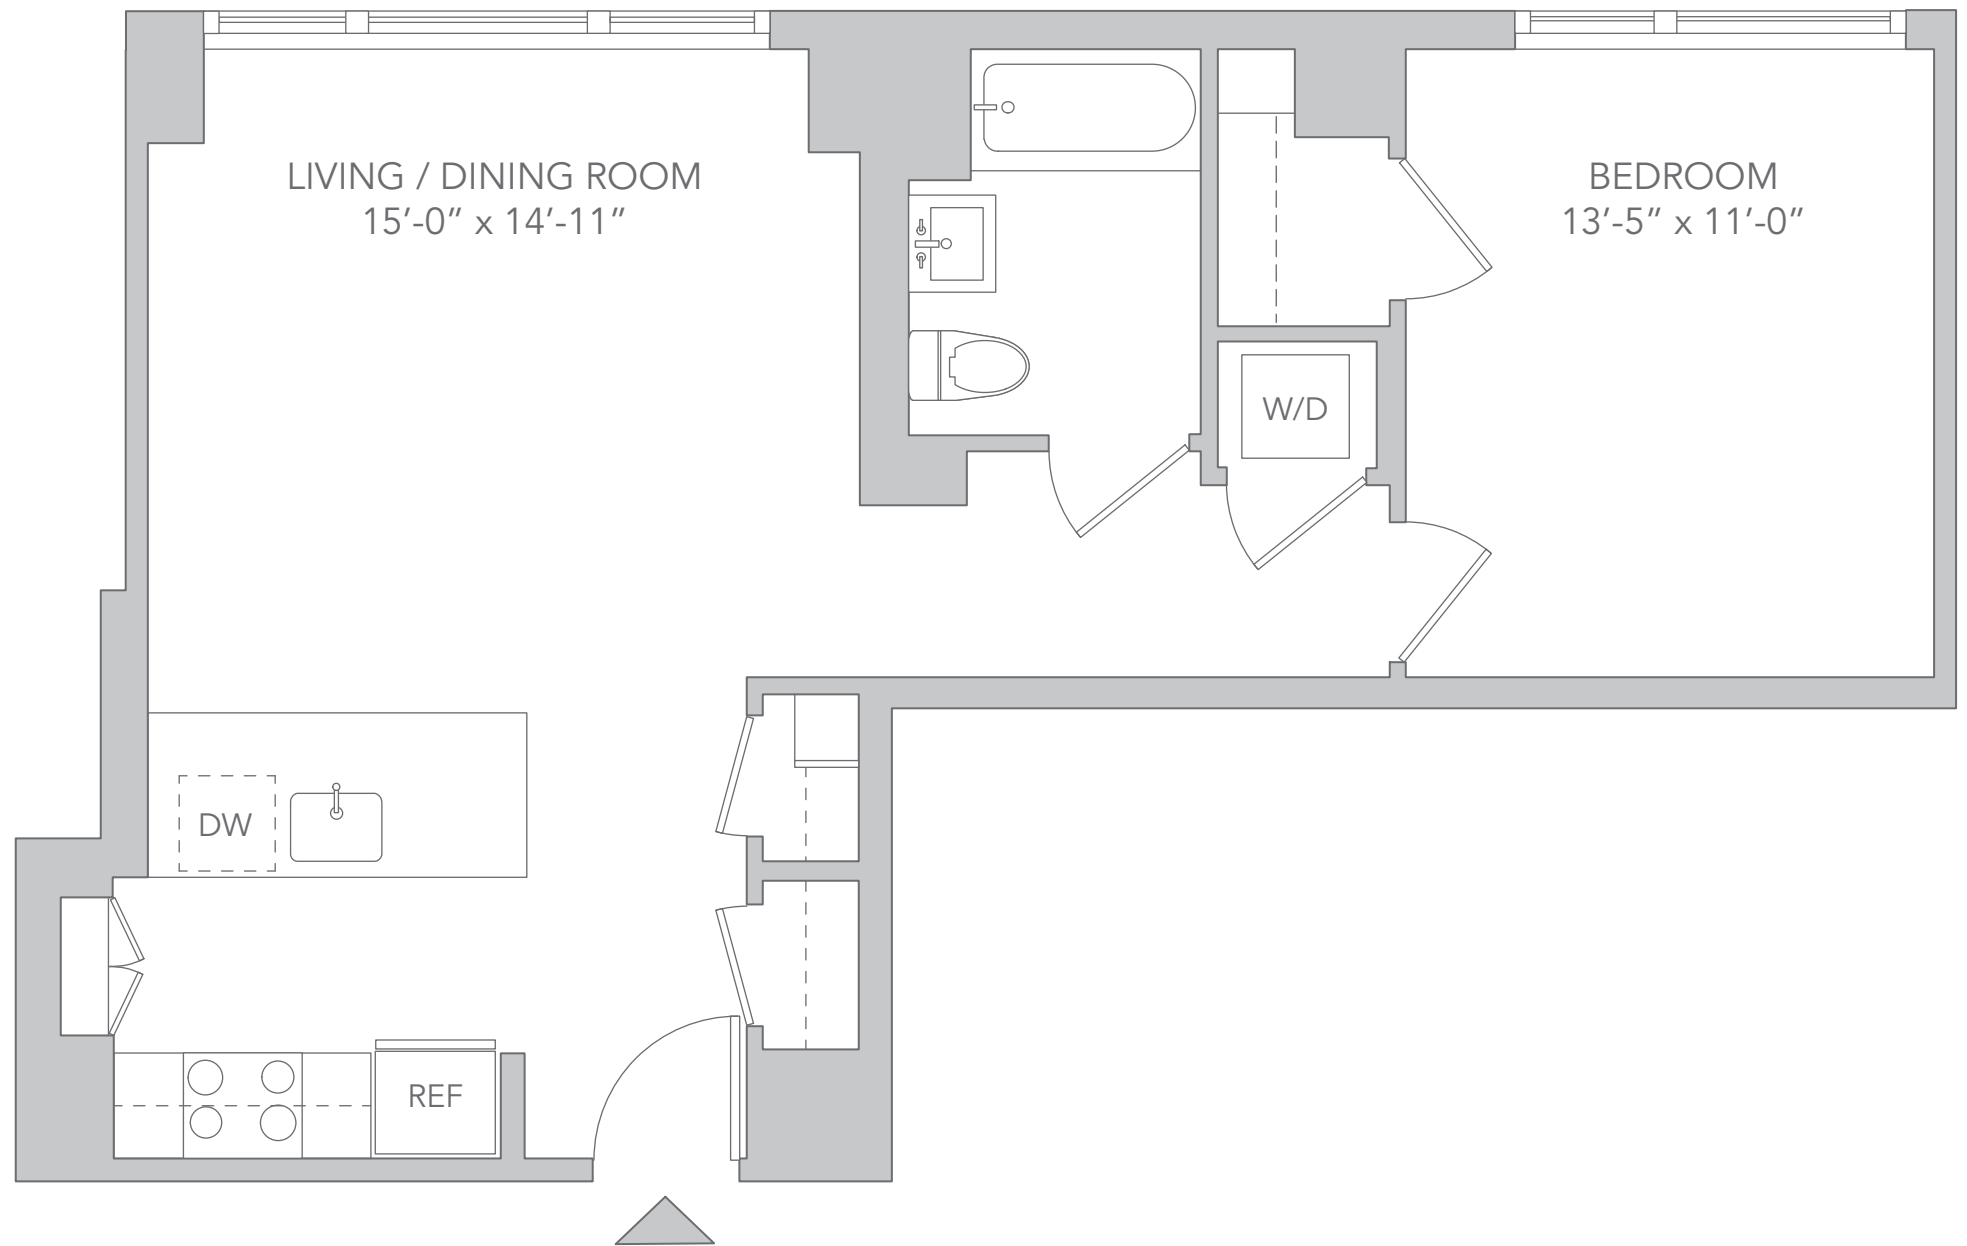 LIVING / DINING ROOM
15’-0” x 14’-11”
BEDROOM
13’-5” x 11’-0”
W/D
DW
REF